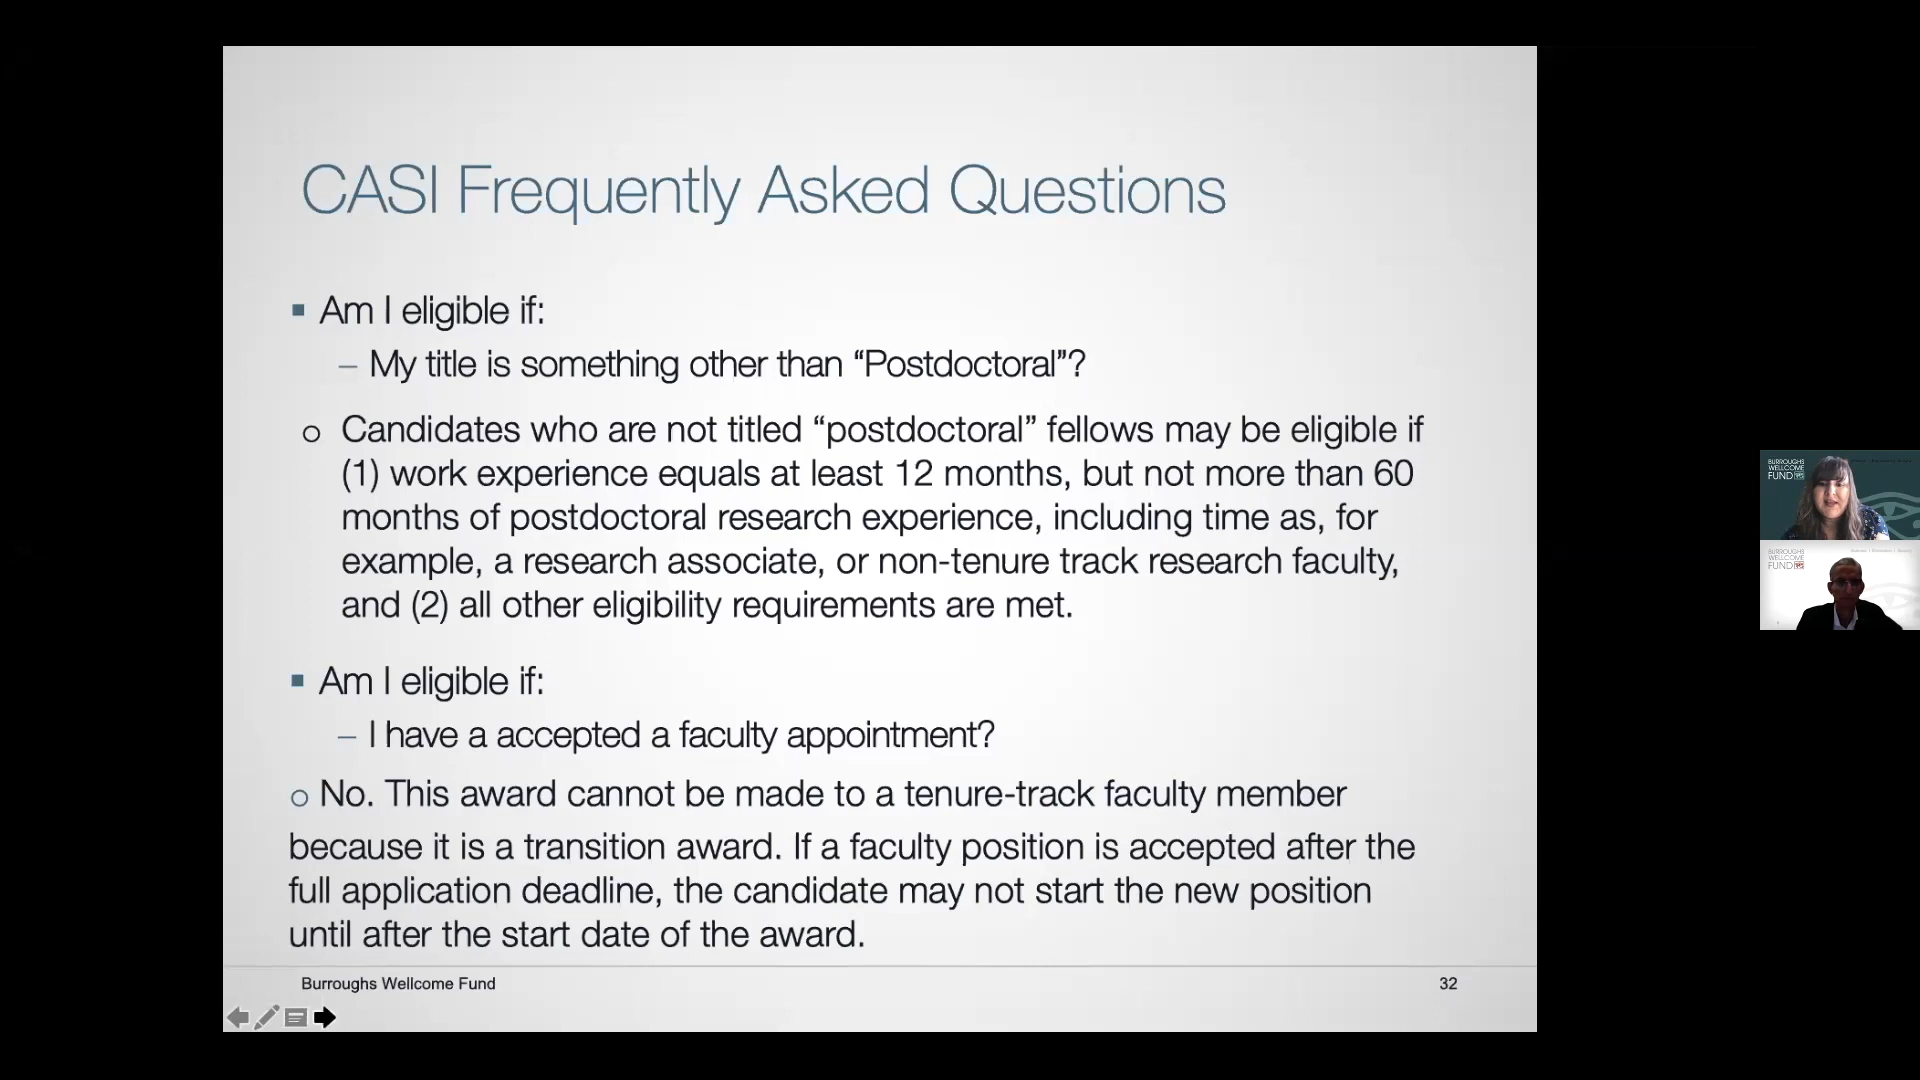 CASI Frequently Asked Questions
Am I eligible if:
– My title is something other than “Postdoctoral”?
o Candidates who are not titled “postdoctoral” fellows may be eligible if
(1) work experience equals at least 12 months, but not more than 60
months of postdoctoral research experience, including time as, for
example, a research associate, or non-tenure track research faculty,
and (2) all other eligibility requirements are met.
Am I eligible if:
– I have a accepted a faculty appointment?
o No. This award cannot be made to a tenure-track faculty member
because it is a transition award. If a faculty position is accepted after the
full application deadline, the candidate may not start the new position
until after the start date of the award.
Burroughs Wellcome Fund
32
BURROUGHS
WELLCOME
FUND
BURROUGHS
WELLCOME
FUND